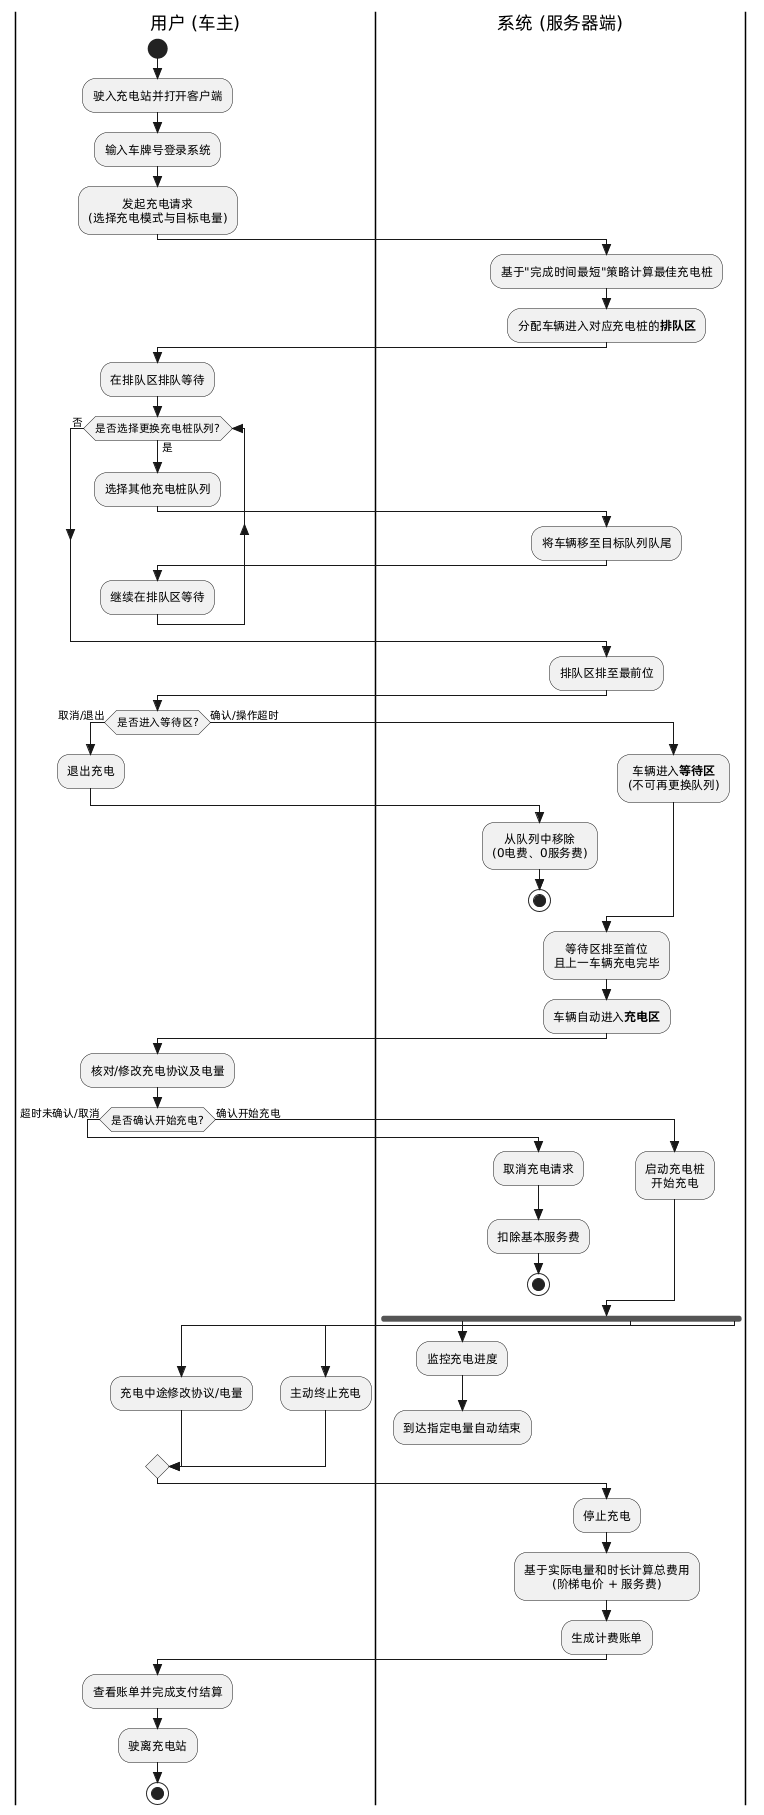 用户 (车主)
系统 (服务器端)
驶入充电站并打开客户端
输入车牌号登录系统
发起充电请求
(选择充电模式与目标电量)
基于"完成时间最短"策略计算最佳充电桩
分配车辆进入对应充电桩的排队区
在排队区排队等待
否
是否选择更换充电桩队列?
是
选择其他充电桩队列
将车辆移至目标队列队尾
继续在排队区等待
排队区排至最前位
取消/退出
是否进入等待区?
确认/操作超时
退出充电
车辆进入等待区
(不可再更换队列)
从队列中移除
(0电费、0服务费)
等待区排至首位
且上一车辆充电完毕
车辆自动进入充电区
核对/修改充电协议及电量
超时未确认/取消
是否确认开始充电?
确认开始充电
取消充电请求
启动充电桩
开始充电
扣除基本服务费
监控充电进度
充电中途修改协议/电量
主动终止充电
到达指定电量自动结束
停止充电
基于实际电量和时长计算总费用
(阶梯电价 + 服务费)
生成计费账单
查看账单并完成支付结算
驶离充电站